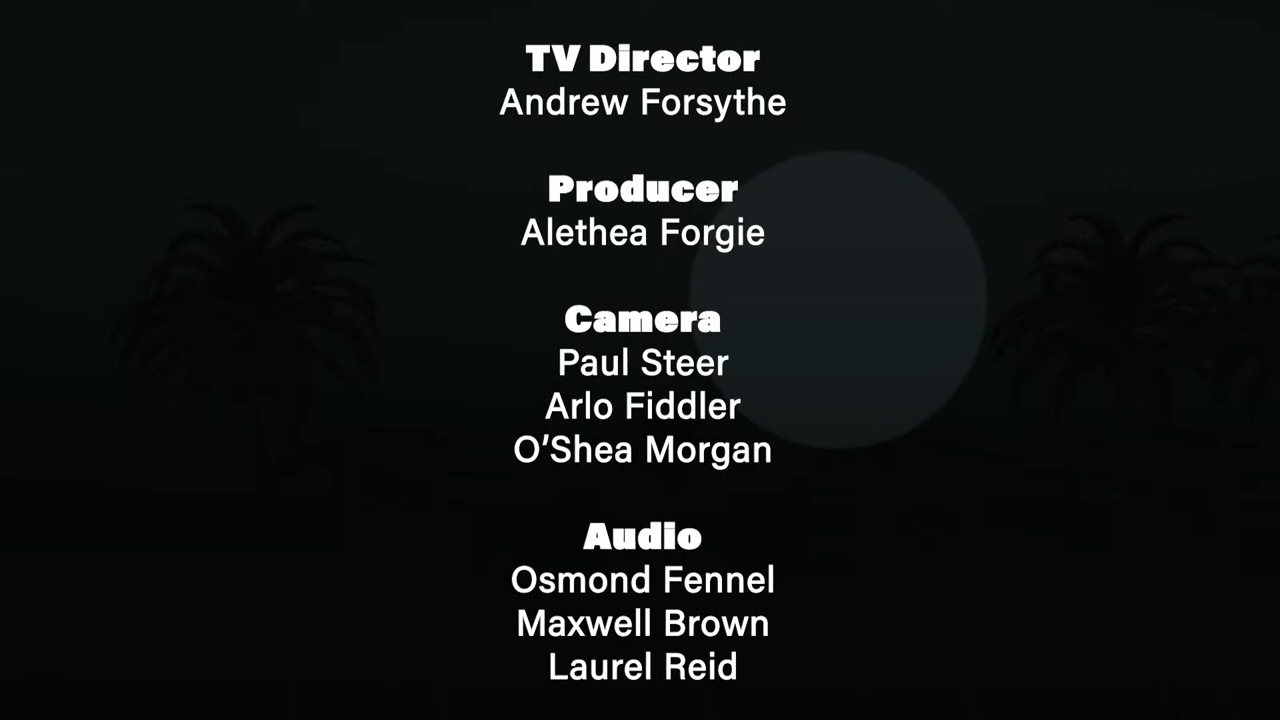 TV Director
Andrew Forsythe
Producer
Alethea Forgie
Camera
Paul Steer
Arlo Fiddler
O'Shea Morgan
Audio
Osmond Fennel
Maxwell Brown
Laurel Reid